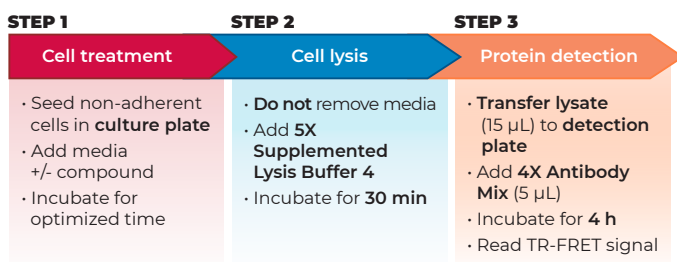 STEP 1
Cell treatment
· Seed non-adherent
cells in culture plate
· Add media
+/- compound
· Incubate for
optimized time
STEP 2
Cell lysis
· Do not remove media
· Add 5X
Supplemented
Lysis Buffer 4
· Incubate for 30 min
STEP 3
Protein detection
· Transfer lysate
(15 µL) to detection
plate
· Add 4X Antibody
Mix (5 µL)
· Incubate for 4 h
· Read TR-FRET signal